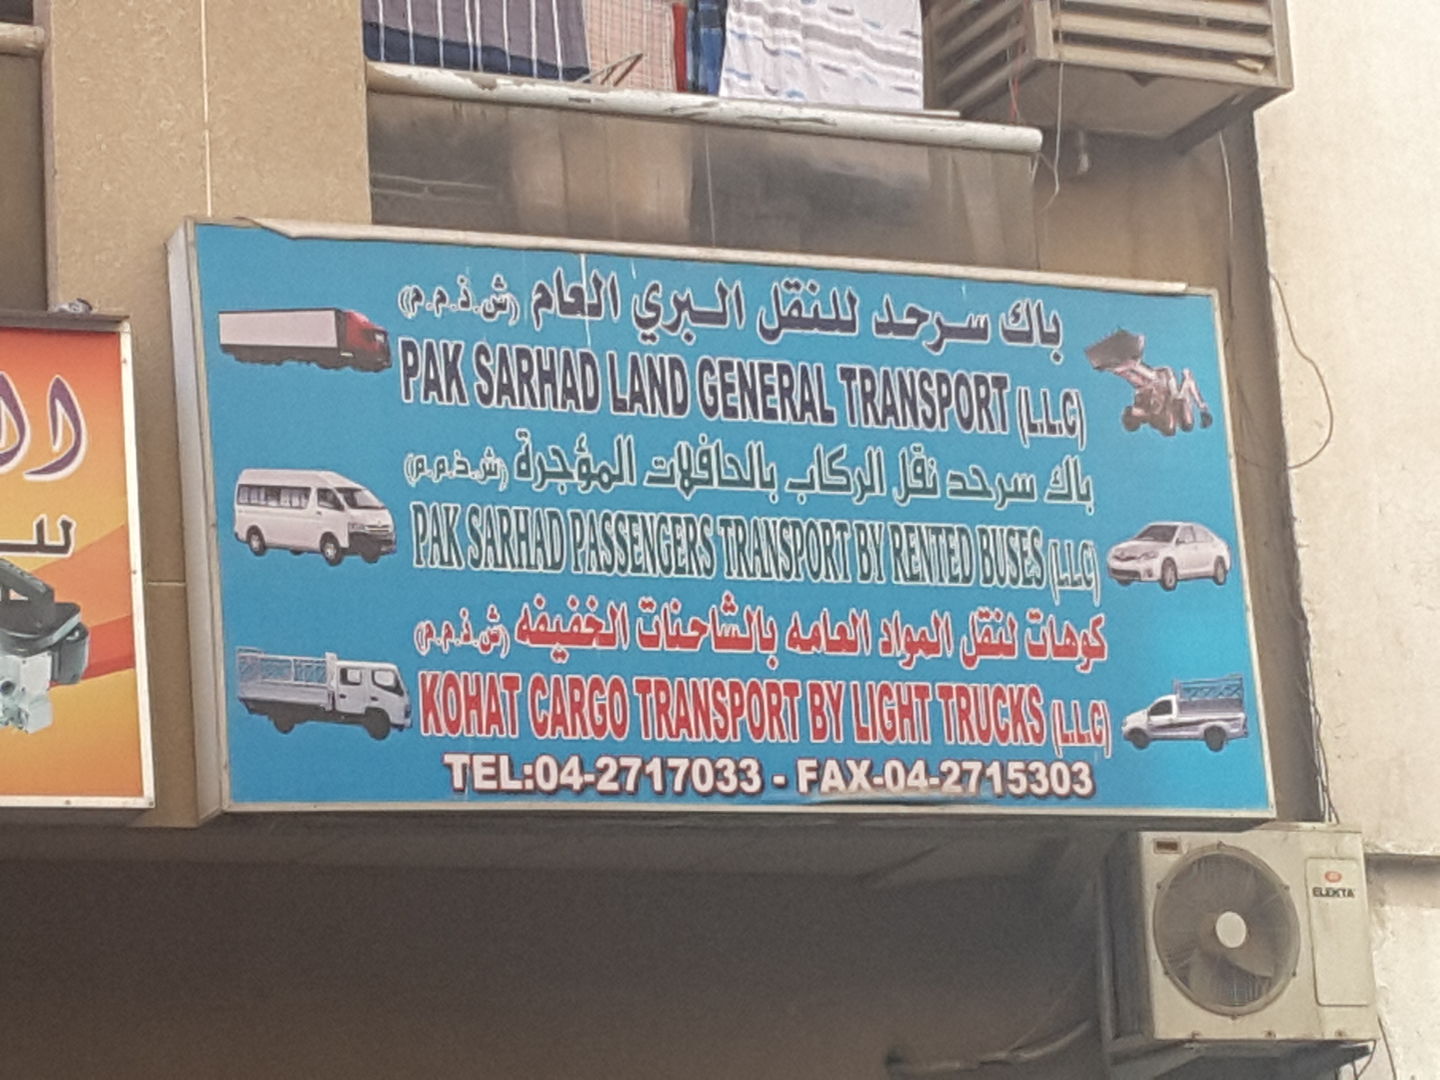 باك سرحد للنقل البري العام (ش.ذ.م.م)
PAK SARHAD LAND GENERAL TRANSPORT (L.L.C)
باك سرحد نقل الركاب بالحافلات المؤجرة (ش.ذ.م.م)
PAK SARHAD PASSENGERS TRANSPORT BY RENTED BUSES (L.L.C)
كوهات لنقل المواد العامه بالشاحنات الخفيفه (ش.ذ.م.م)
KOHAT CARGO TRANSPORT BY LIGHT TRUCKS (L.L.C)
TEL:04-2717033 - FAX-04-2715303
ELEKTA